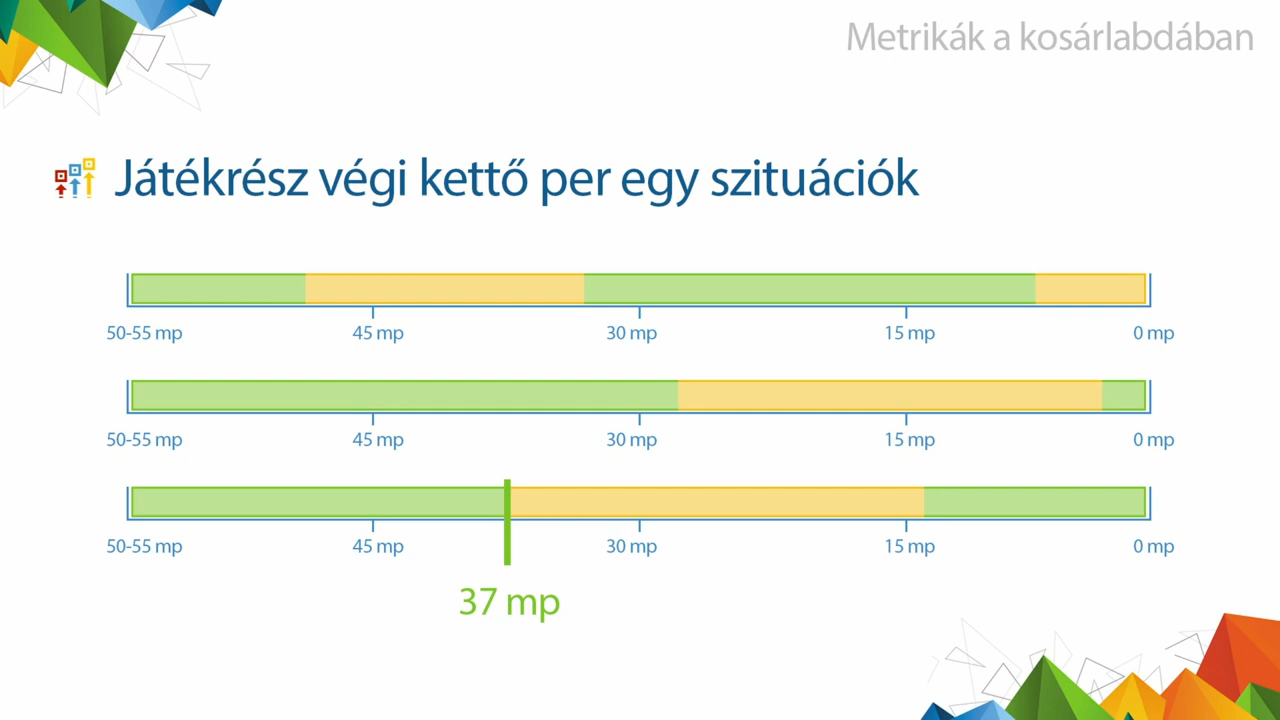 Metrikák a kosárlabdában
Játékrész végi kettő per egy szituációk
50-55 mp 45 mp 30 mp 15 mp 0 mp
50-55 mp 45 mp 30 mp 15 mp 0 mp
50-55 mp 45 mp 30 mp 15 mp 0 mp
37 mp